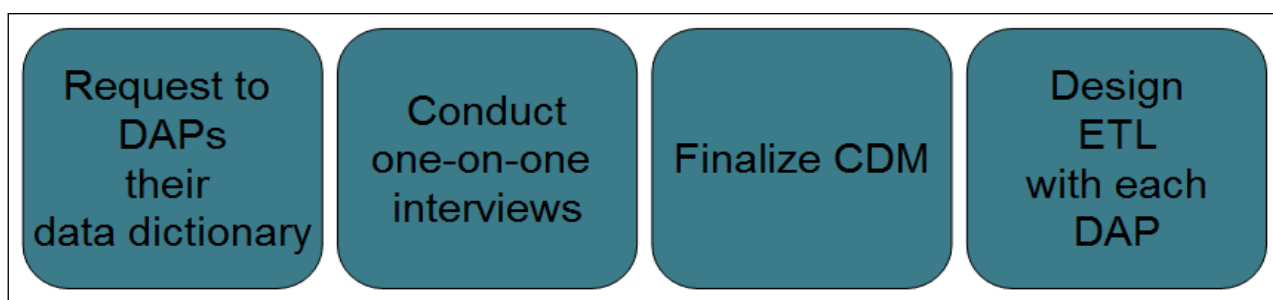 Request to
DAPs
their
data dictionary
Conduct
one-on-one
interviews
Finalize CDM
Design
ETL
with each
DAP